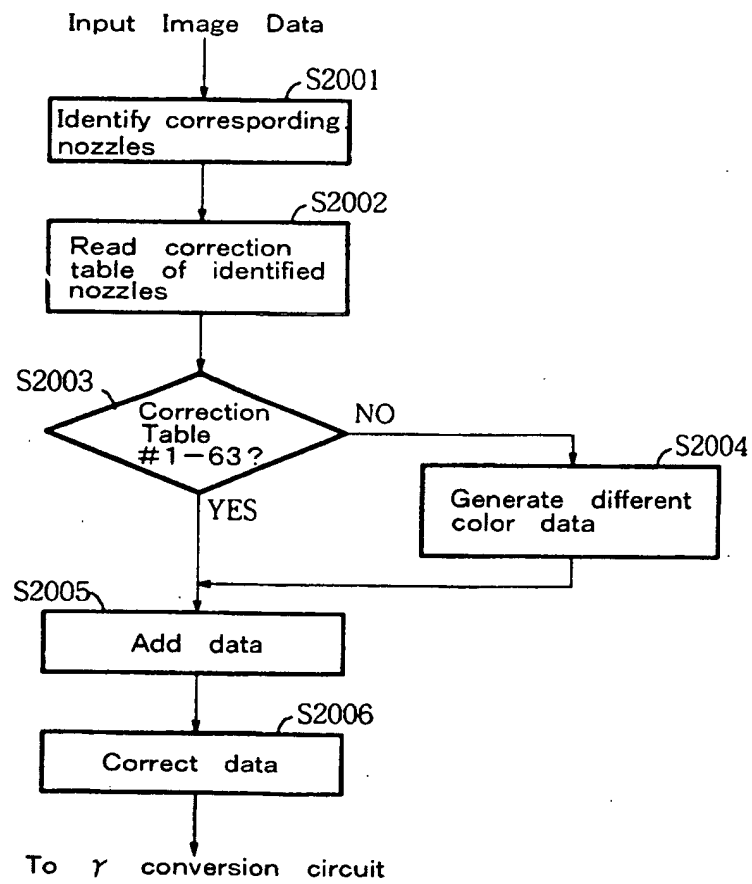 Input Image Data
S2001
Identify correspording
nozzles
S2002
Read correction
table of identified
nozzles
S2003
Correction
Table
#1-63?
NO
YES
S2004
Generate different
color data
S2005
Add data
S2006
Correct data
To γ conversion circuit